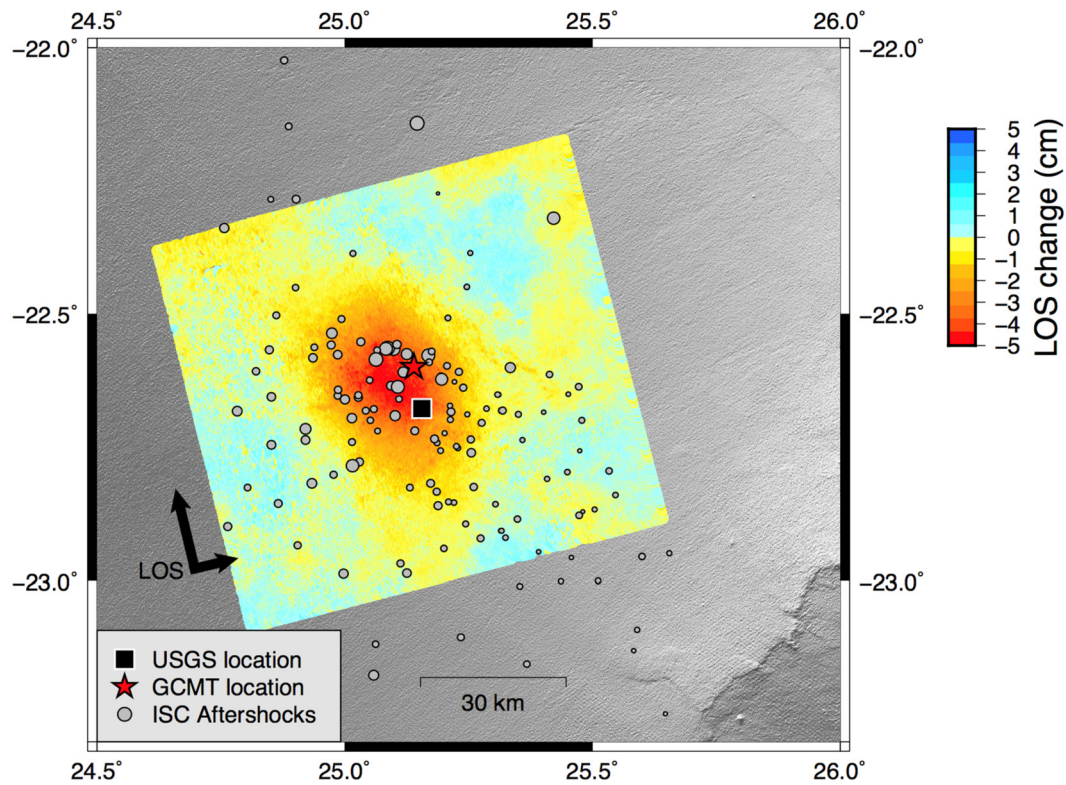 24.5° 25.0° 25.5° 26.0°
−22.0° −22.0°
5
4
3
2
1
0
−1
−2
−3
−4
−5
LOS change (cm)
−22.5° −22.5°
LOS
−23.0° −23.0°
USGS location
GCMT location
ISC Aftershocks
30 km
24.5° 25.0° 25.5° 26.0°